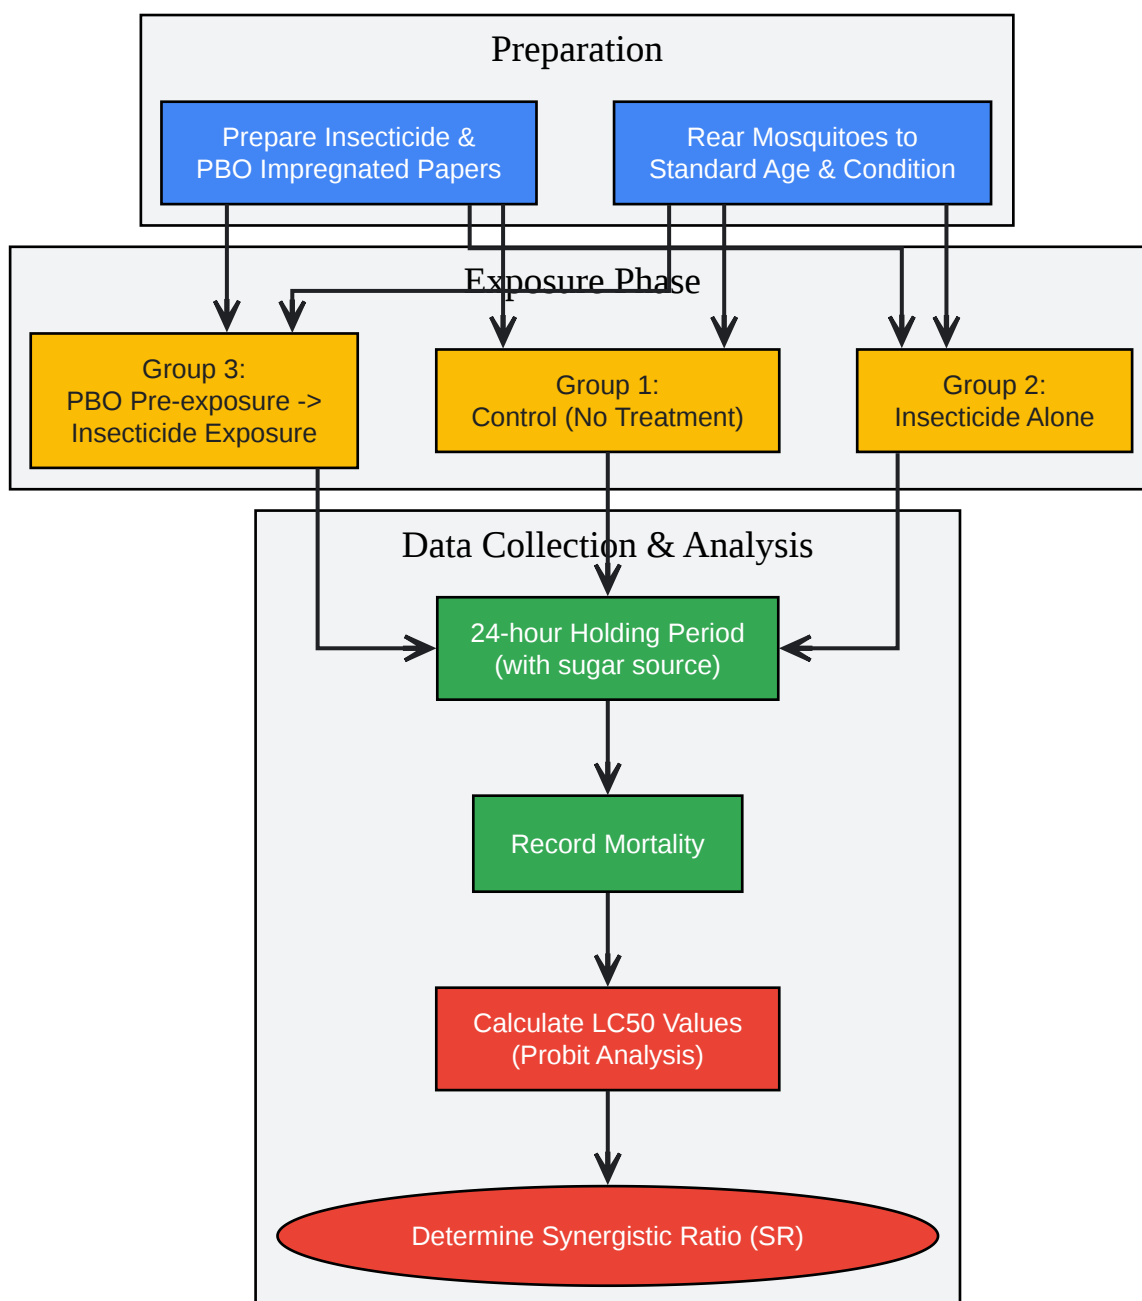 Preparation
Prepare Insecticide &
PBO Impregnated Papers
Rear Mosquitoes to
Standard Age & Condition
Exposure Phase
Group 3:
PBO Pre-exposure ->
Insecticide Exposure
Group 1:
Control (No Treatment)
Group 2:
Insecticide Alone
Data Collection & Analysis
24-hour Holding Period
(with sugar source)
Record Mortality
Calculate LC50 Values
(Probit Analysis)
Determine Synergistic Ratio (SR)